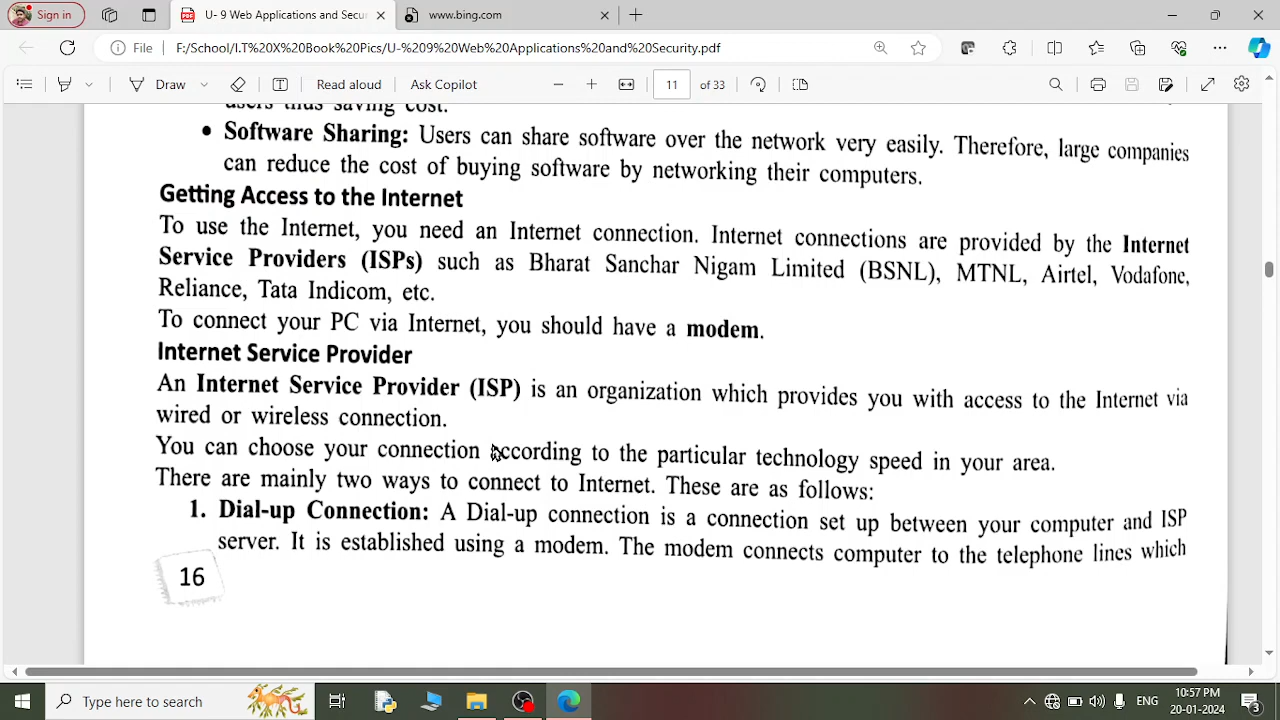 Sign in
U- 9 Web Applications and Secur
www.bing.com
File
F:/School/I.T%20X%20Book%20Pics/U-%209%20Web%20Applications%20and%20Security.pdf
Draw
Read aloud
Ask Copilot
11
of 33
users thus saving cost.
• Software Sharing: Users can share software over the network very easily. Therefore, large companies
can reduce the cost of buying software by networking their computers.
Getting Access to the Internet
To use the Internet, you need an Internet connection. Internet connections are provided by the Internet
Service Providers (ISPs) such as Bharat Sanchar Nigam Limited (BSNL), MTNL, Airtel, Vodafone,
Reliance, Tata Indicom, etc.
To connect your PC via Internet, you should have a modem.
Internet Service Provider
An Internet Service Provider (ISP) is an organization which provides you with access to the Internet via
wired or wireless connection.
You can choose your connection according to the particular technology speed in your area.
There are mainly two ways to connect to Internet. These are as follows:
1. Dial-up Connection: A Dial-up connection is a connection set up between your computer and ISP
server. It is established using a modem. The modem connects computer to the telephone lines which
16
Type here to search
ENG
10:57 PM
20-01-2024
3